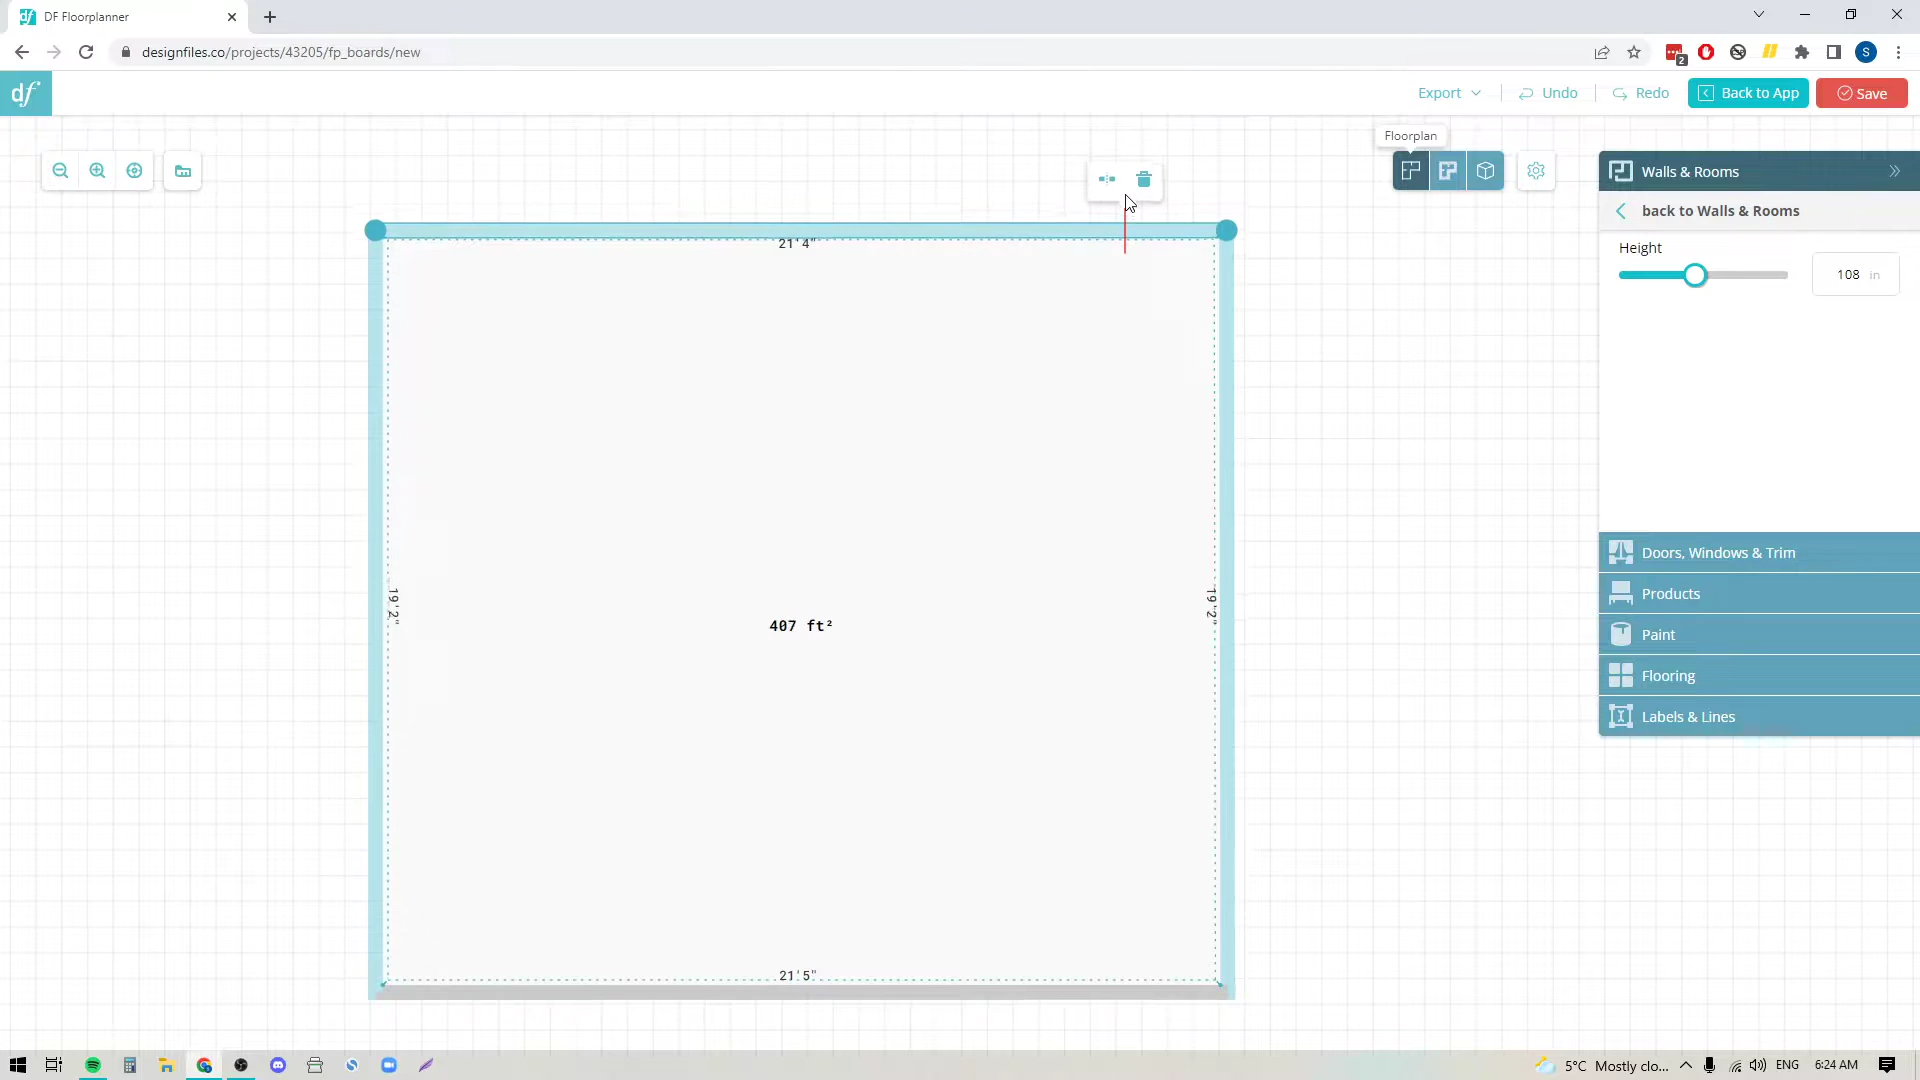 DF Floorplanner
designfiles.co/projects/43205/fp_boards/new
2
S
df
Export
Undo
Redo
Back to App
Save
Floorplan
Walls & Rooms
back to Walls & Rooms
Height
108 in
21'4"
19'2"
19'2"
407 ft²
21'5"
Doors, Windows & Trim
Products
Paint
Flooring
Labels & Lines
5°C Mostly clo...
ENG
6:24 AM